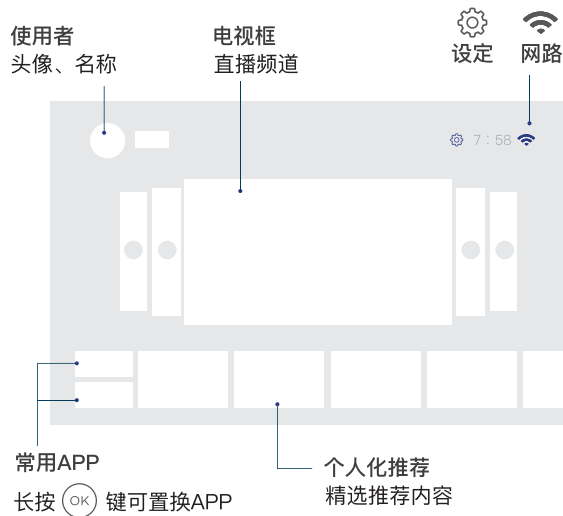 使用者
头像、名称
电视框
直播频道
设定
网路
7：58
常用APP
长按 OK 键可置换APP
个人化推荐
精选推荐内容